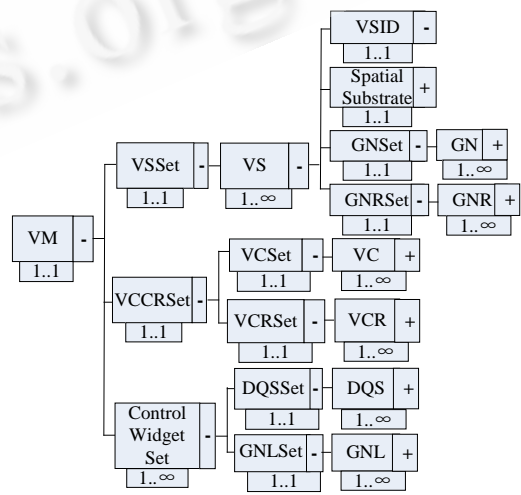 s.org
VSID -
1..1
Spatial Substrate +
1..1
VSSet -
1..1
VS -
1..∞
GNSet -
1..1
GN +
1..∞
GNRSet -
1..1
GNR +
1..∞
VM -
1..1
VCCRSet -
1..1
VCSet -
1..1
VC +
1..∞
VCRSet -
1..1
VCR +
1..∞
Control Widget Set -
1..∞
DQSSet -
1..1
DQS +
1..∞
GNLSet -
1..1
GNL +
1..∞